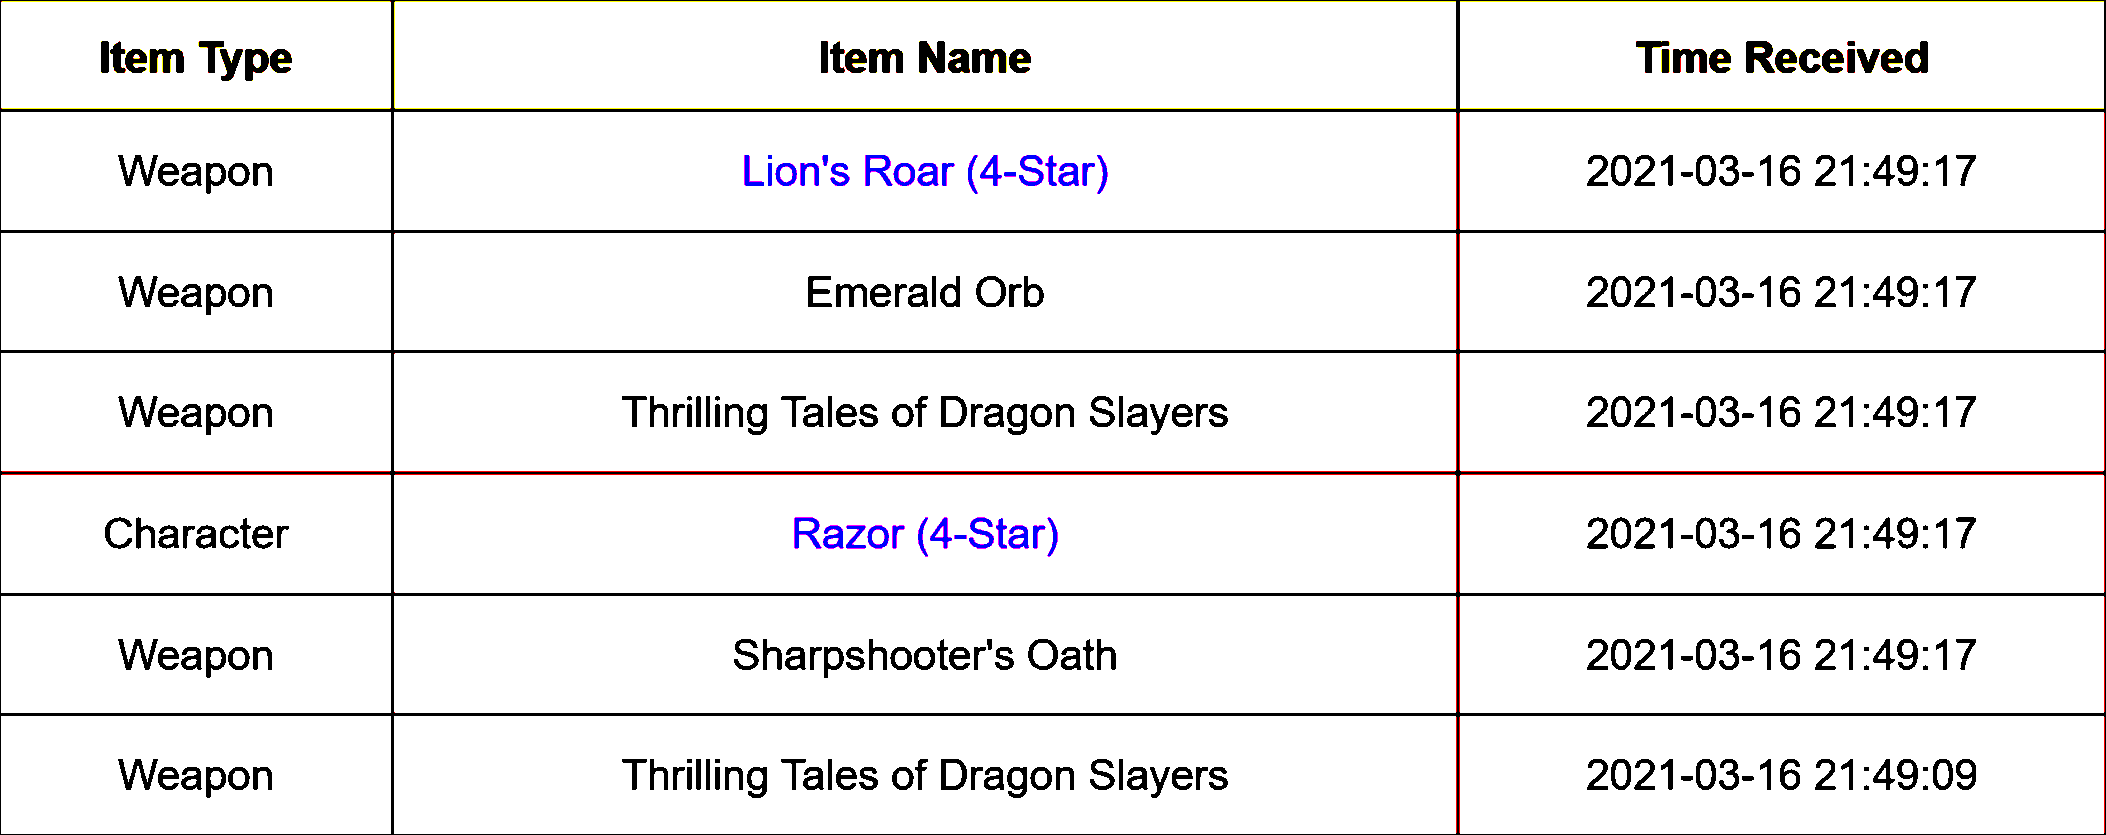 Item Type Item Name Time Received
Weapon Lion's Roar (4-Star) 2021-03-16 21:49:17
Weapon Emerald Orb 2021-03-16 21:49:17
Weapon Thrilling Tales of Dragon Slayers 2021-03-16 21:49:17
Character Razor (4-Star) 2021-03-16 21:49:17
Weapon Sharpshooter's Oath 2021-03-16 21:49:17
Weapon Thrilling Tales of Dragon Slayers 2021-03-16 21:49:09